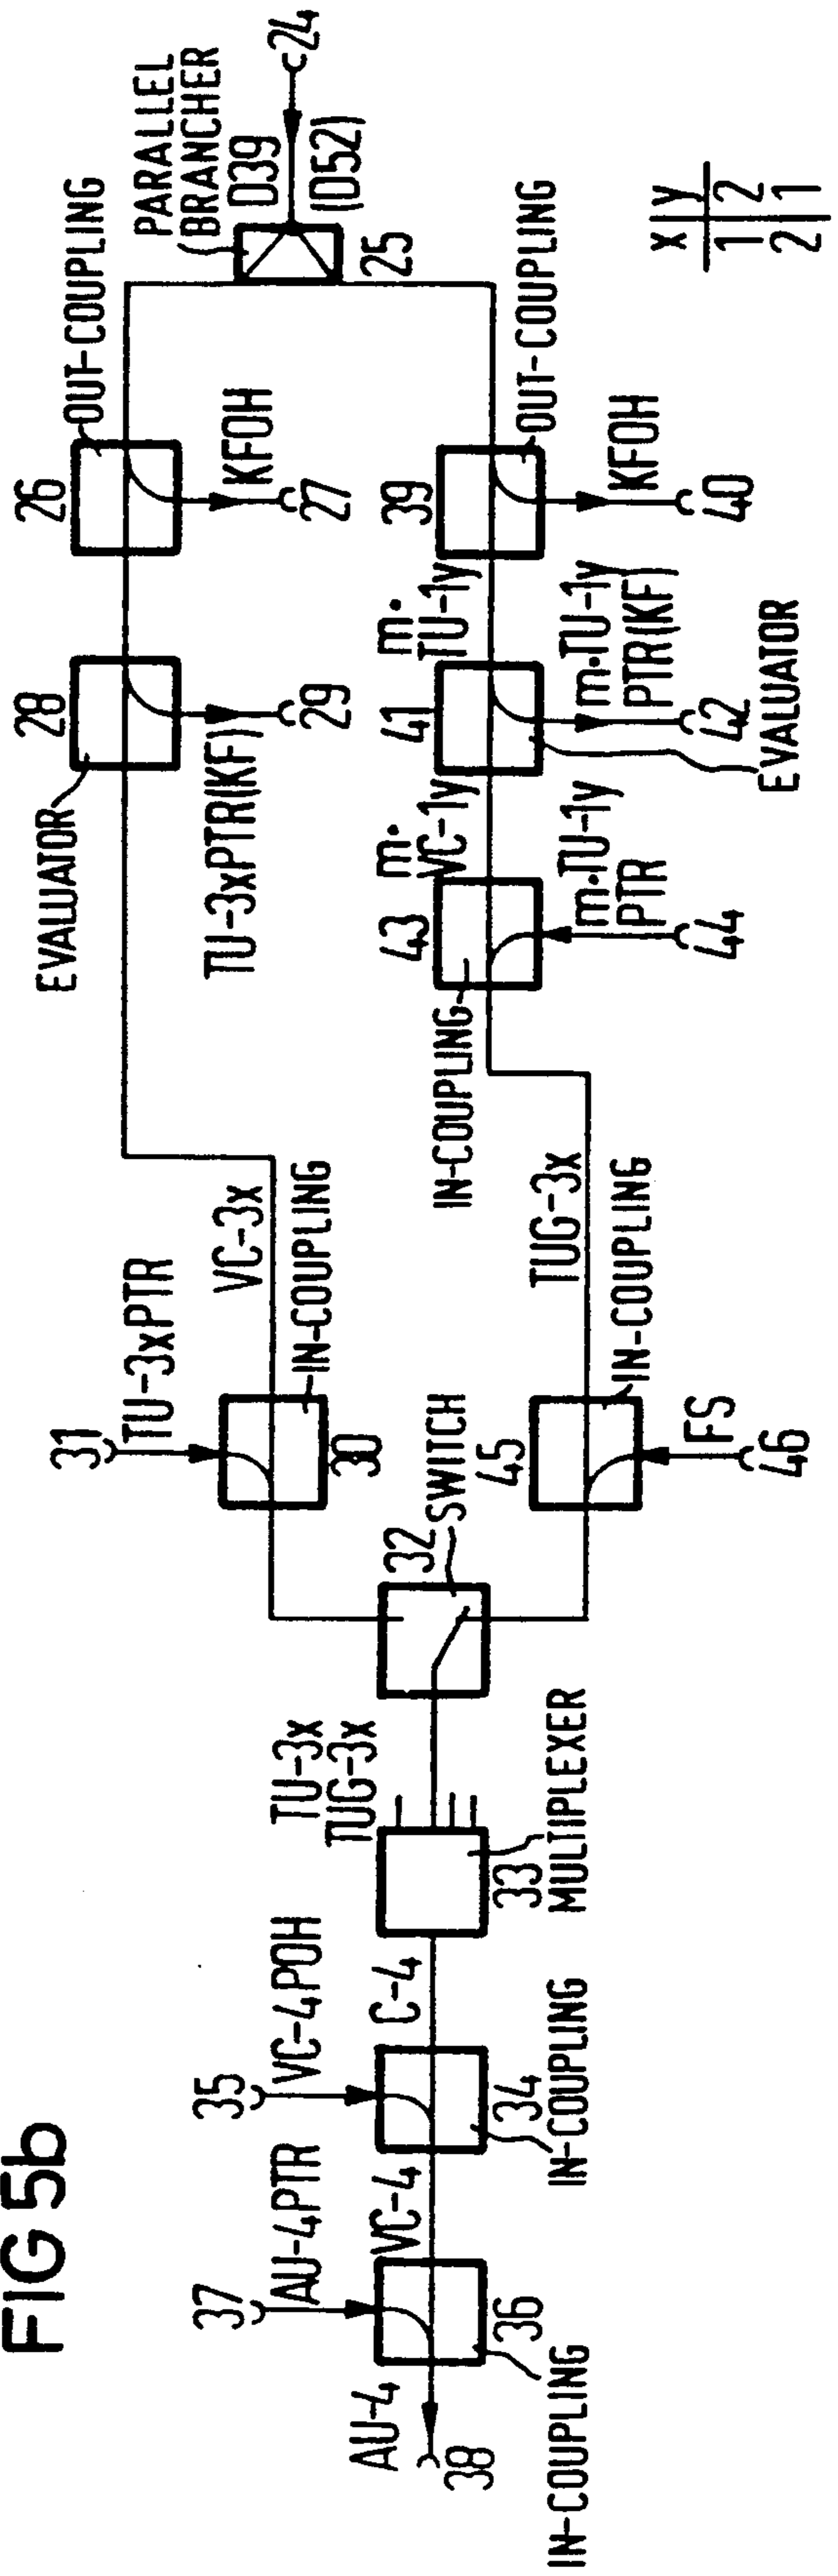 FIG 5b
PARALLEL
BRANCHER
24
D39
(D52)
25
OUT-COUPLING
26
KFOH
27
28
EVALUATOR
TU-3xPTR(KF)
29
VC-3x
31
TU-3xPTR
30
IN-COUPLING
OUT-COUPLING
39
KFOH
40
m·
TU-1y
41
m·TU-1y
PTR(KF)
42
EVALUATOR
m·
VC-1y
43
IN-COUPLING
m·TU-1y
PTR
44
TUG-3x
45
IN-COUPLING
FS
46
32
SWITCH
TU-3x
TUG-3x
33
MULTIPLEXER
C-4
35
VC-4POH
34
IN-COUPLING
VC-4
37
AU-4PTR
36
IN-COUPLING
AU-4
38
x y
1 2
2 1